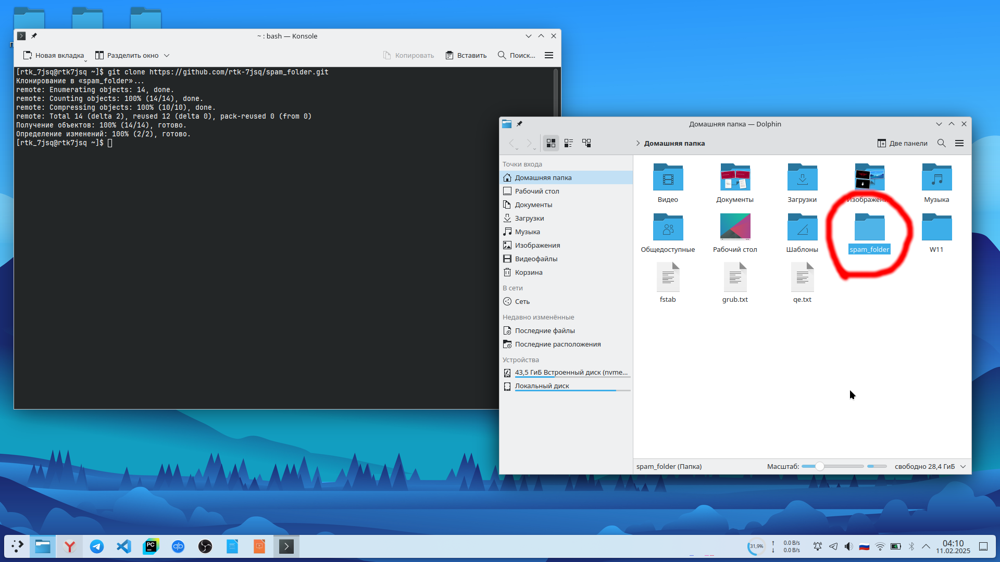 ~ : bash — Konsole
Новая вкладка
Разделить окно
Копировать
Вставить
Поиск...
[rtk_7jsq@rtk7jsq ~]$ git clone https://github.com/rtk-7jsq/spam_folder.git
Клонирование в «spam_folder»...
remote: Enumerating objects: 14, done.
remote: Counting objects: 100% (14/14), done.
remote: Compressing objects: 100% (10/10), done.
remote: Total 14 (delta 2), reused 12 (delta 0), pack-reused 0 (from 0)
Получение объектов: 100% (14/14), готово.
Определение изменений: 100% (2/2), готово.
[rtk_7jsq@rtk7jsq ~]$
Домашняя папка — Dolphin
Домашняя папка
Две панели
Точки входа
Домашняя папка
Рабочий стол
Документы
Загрузки
Музыка
Изображения
Видеофайлы
Корзина
В сети
Сеть
Недавно изменённые
Последние файлы
Последние расположения
Устройства
43,5 ГиБ Встроенный диск (nvme...
Локальный диск
Видео
Документы
Загрузки
Изображения
Музыка
Общедоступные
Рабочий стол
Шаблоны
spam_folder
W11
fstab
grub.txt
qe.txt
spam_folder (Папка)
Масштаб:
свободно 28,4 ГиБ
PC
qb
31,9%
0.0 B/s
0.0 B/s
04:10
11.02.2025